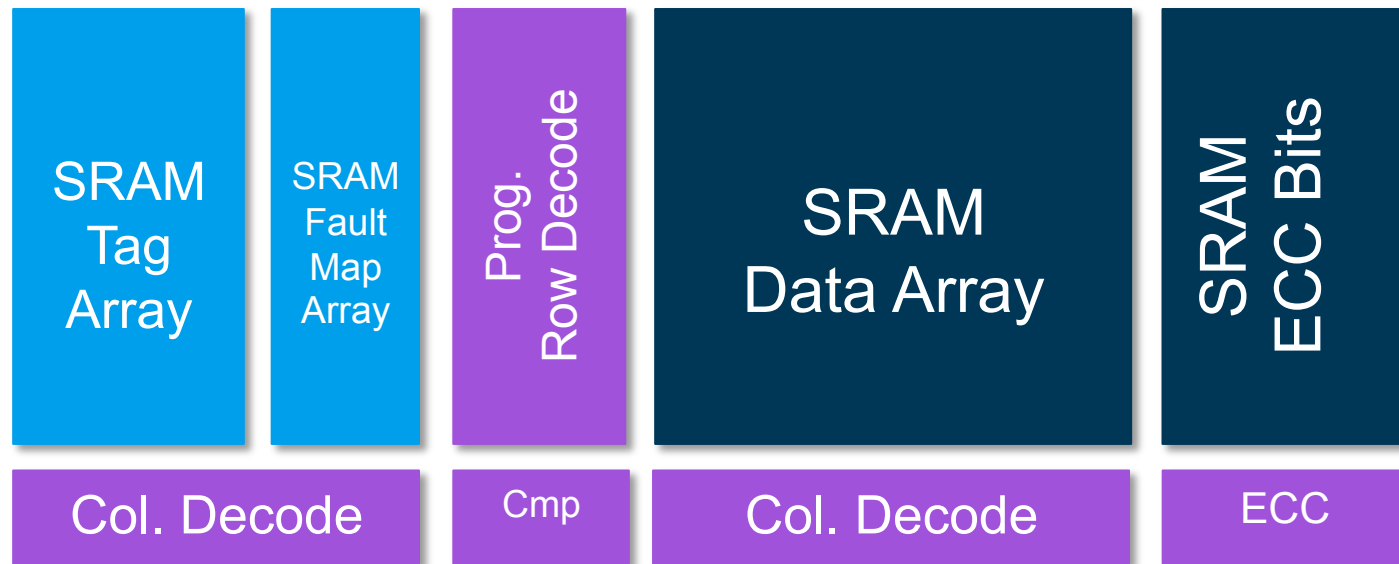 SRAM
Tag
Array
SRAM
Fault
Map
Array
Prog.
Row Decode
SRAM
Data Array
SRAM
ECC Bits
Col. Decode
Cmp
Col. Decode
ECC